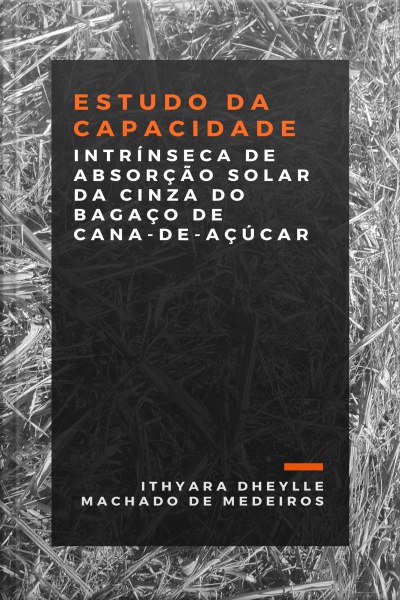 ESTUDO DA
CAPACIDADE
INTRÍNSECA DE
ABSORÇÃO SOLAR
DA CINZA DO
BAGAÇO DE
CANA-DE-AÇÚCAR
ITHYARA DHEYLLE
MACHADO DE MEDEIROS